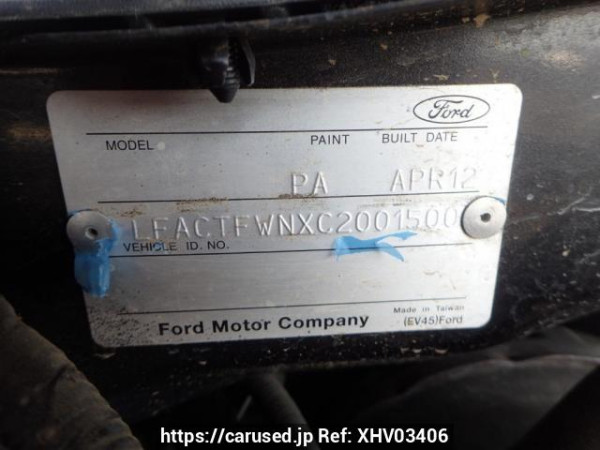 Ford
MODEL PAINT BUILT DATE
PA APR12
LFACTFWNXC2001500
VEHICLE ID. NO.
Made in Taiwan
Ford Motor Company (EV45)Ford
https://carused.jp Ref: XHV03406